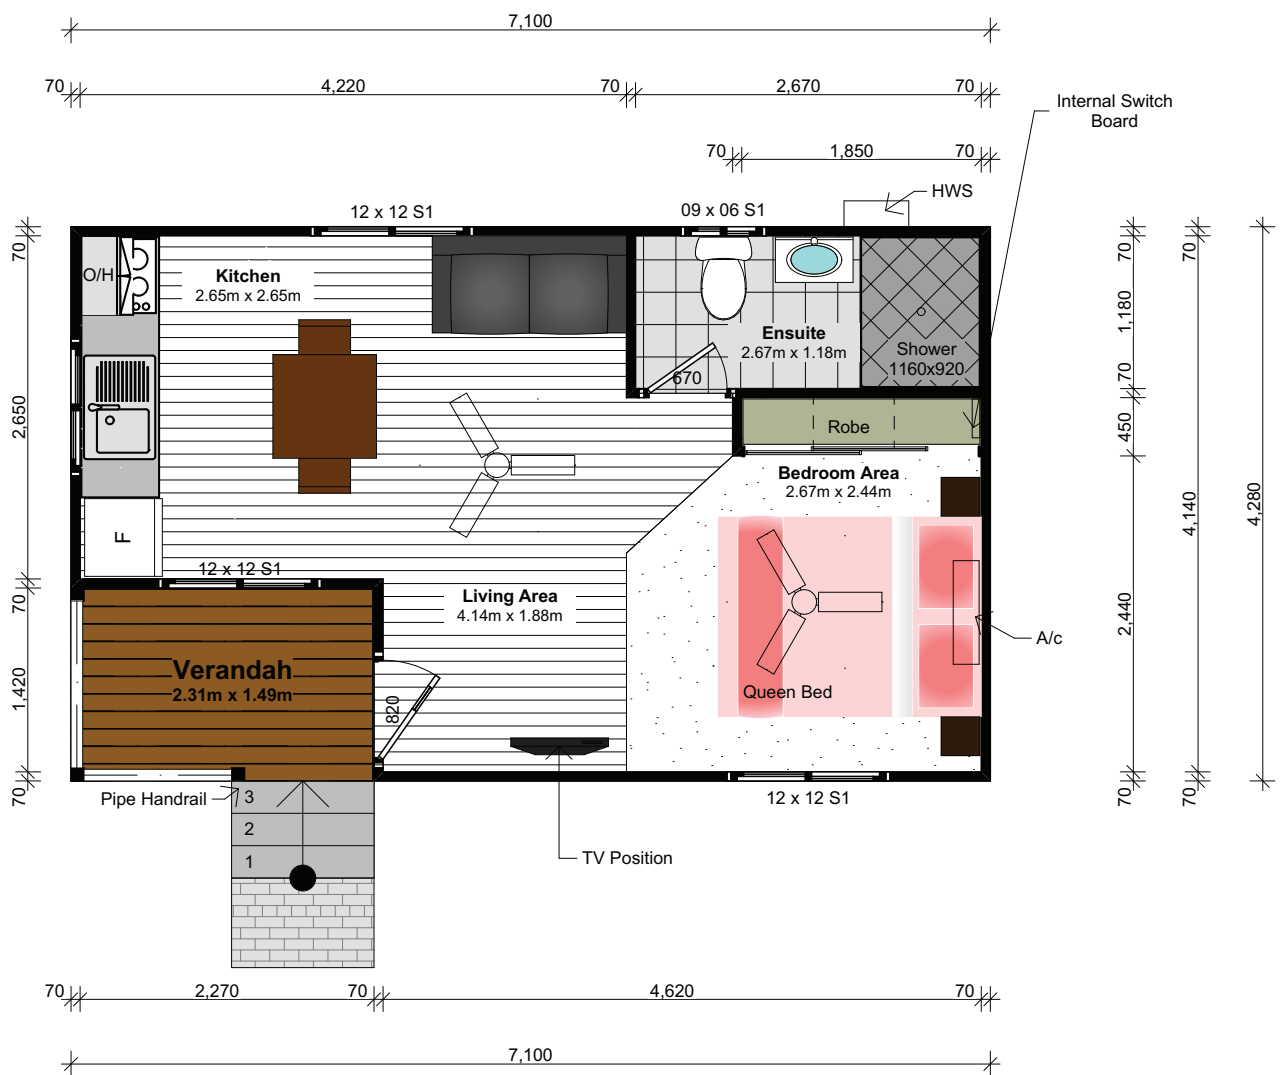 7,100
70 4,220 70 2,670 70
Internal Switch
Board
70 1,850 70
HWS
12 x 12 S1
09 x 06 S1
70
70
70
O/H
Kitchen
2.65m x 2.65m
Ensuite
2.67m x 1.18m
1,180
Shower
1160x920
670
70
2,650
Robe
450
Bedroom Area
2.67m x 2.44m
4,140
4,280
F
12 x 12 S1
70
Living Area
4.14m x 1.88m
2,440
A/c
Verandah
2.31m x 1.49m
Queen Bed
1,420
820
70
70
70
Pipe Handrail
3
12 x 12 S1
2
1
TV Position
70 2,270 70 4,620 70
7,100